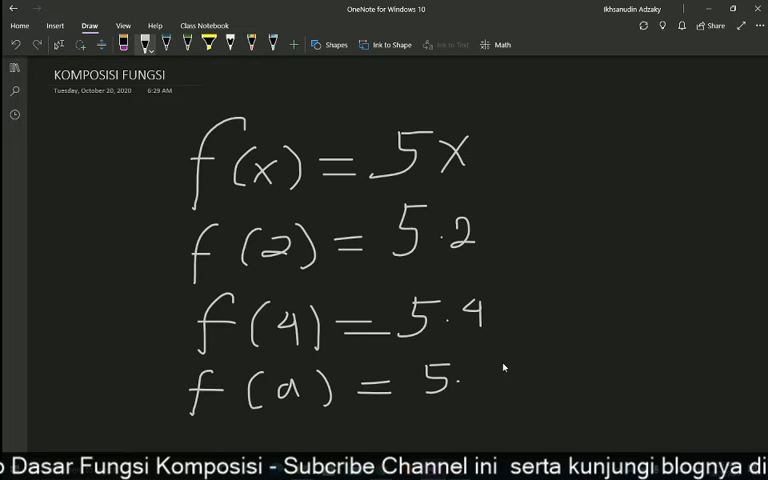 OneNote for Windows 10
Ikhsanudin Adzaky
Home Insert Draw View Help Class Notebook
Share
Shapes Ink to Shape Ink to Text Math
KOMPOSISI FUNGSI
Tuesday, October 20, 2020 6:29 AM
f(x) = 5x
f(2) = 5.2
f(4) = 5.4
f(a) = 5.
Dasar Fungsi Komposisi - Subcribe Channel ini serta kunjungi blognya di